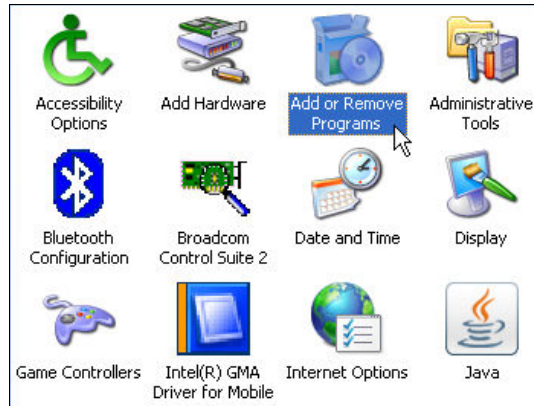 Accessibility
Options
Add Hardware
Add or Remove
Programs
Administrative
Tools
Bluetooth
Configuration
Broadcom
Control Suite 2
Date and Time
Display
Game Controllers
Intel(R) GMA
Driver for Mobile
Internet Options
Java